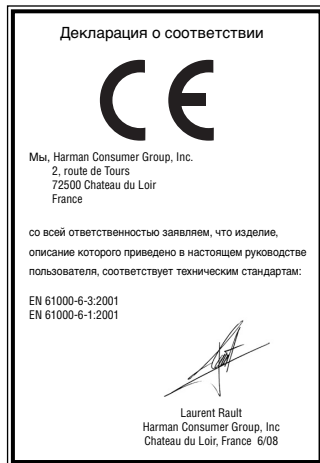 Декларация о соответствии
CE
Мы, Harman Consumer Group, Inc.
2, route de Tours
72500 Chateau du Loir
France
со всей ответственностью заявляем, что изделие,
описание которого приведено в настоящем руководстве
пользователя, соответствует техническим стандартам:
EN 61000-6-3:2001
EN 61000-6-1:2001
Laurent Rault
Harman Consumer Group, Inc
Chateau du Loir, France 6/08